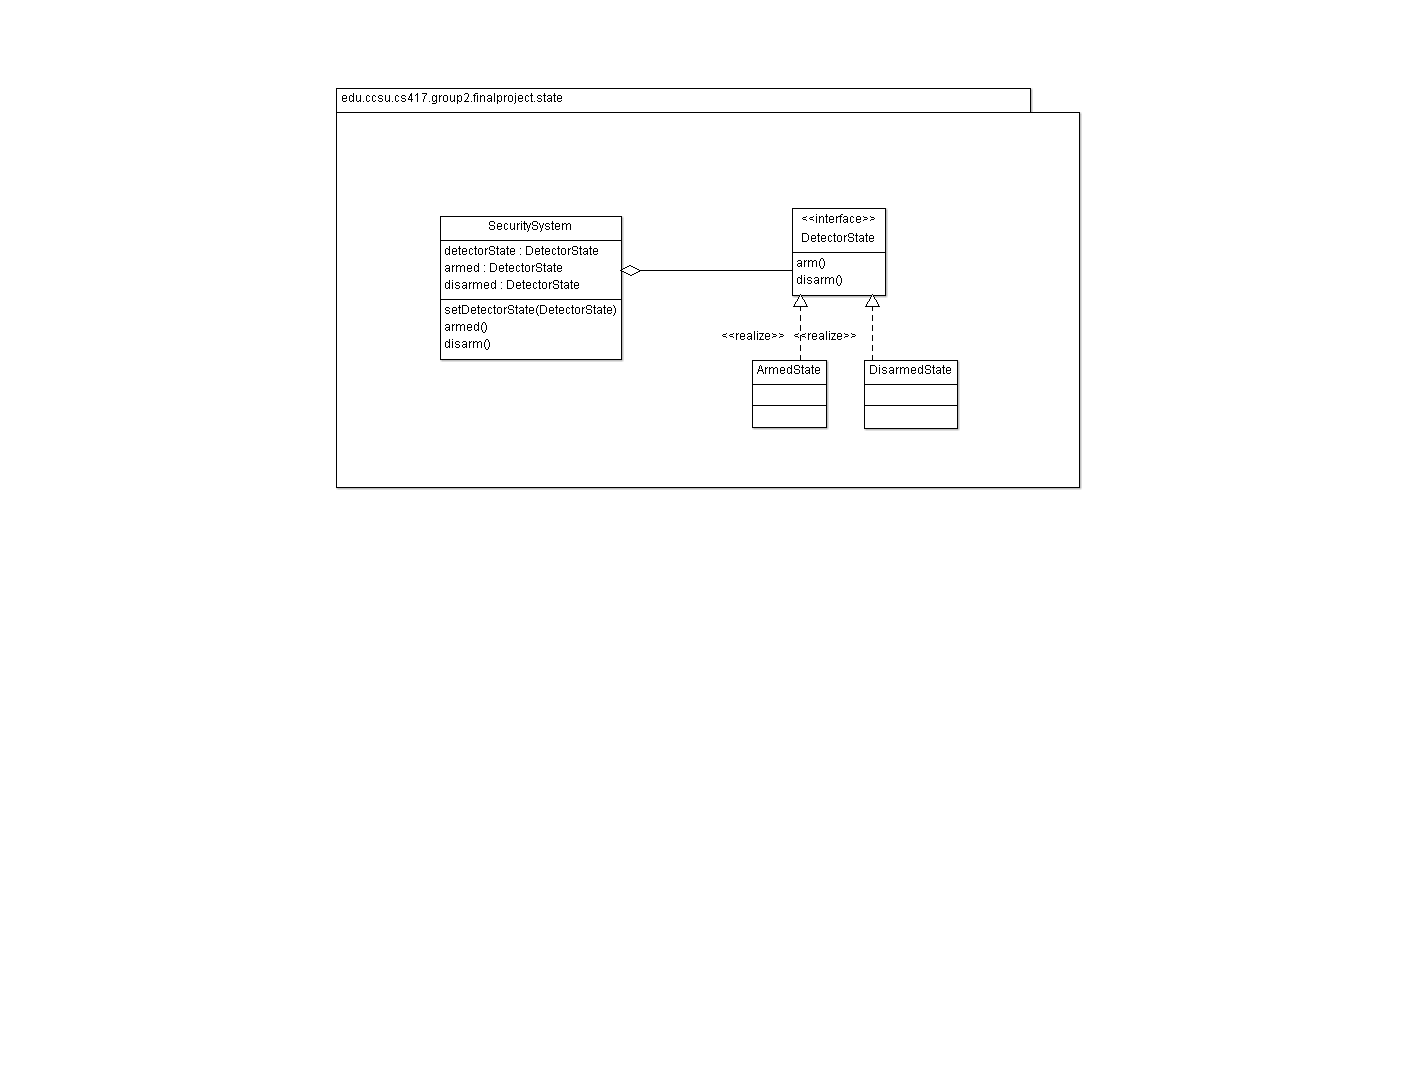 edu.ccsu.cs417.group2.finalproject.state
SecuritySystem
detectorState : DetectorState
armed : DetectorState
disarmed : DetectorState
setDetectorState(DetectorState)
armed()
disarm()
<<interface>>
DetectorState
arm()
disarm()
<<realize>> <<realize>>
ArmedState
DisarmedState